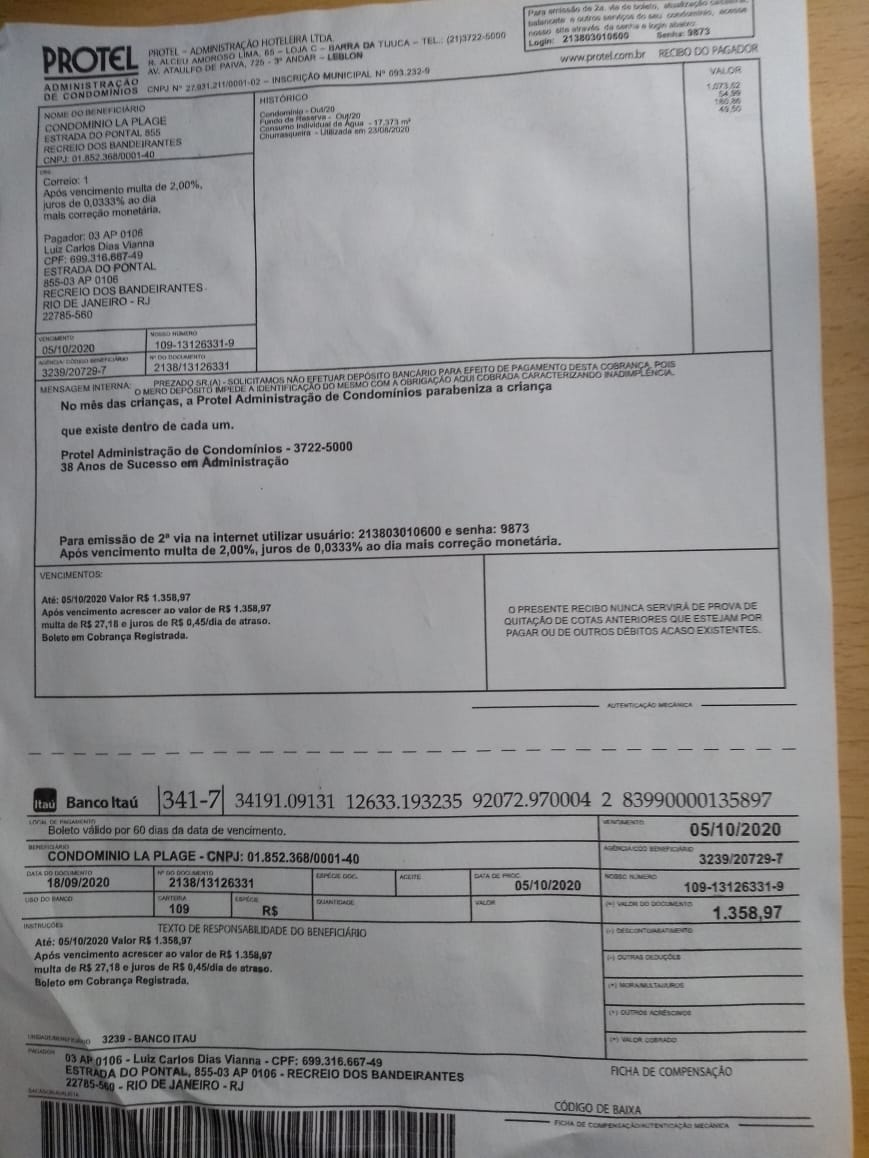 Para emissão de 2a. via de boleto, atualização cadastral,
balancete e outros serviços do seu condomínio, acesse
nosso site através da senha e login abaixo:
Login: 213803010600 Senha: 9873
PROTEL
ADMINISTRAÇÃO
DE CONDOMÍNIOS
PROTEL – ADMINISTRAÇÃO HOTELEIRA LTDA.
R. ALCEU AMOROSO LIMA, 65 – LOJA C – BARRA DA TIJUCA – TEL.: (21)3722-5000
AV. ATAULFO DE PAIVA, 725 - 3º ANDAR – LEBLON
CNPJ Nº 27.931.211/0001-02 – INSCRIÇÃO MUNICIPAL Nº 093.232-9
www.protel.com.br RECIBO DO PAGADOR
NOME DO BENEFICIÁRIO
CONDOMINIO LA PLAGE
ESTRADA DO PONTAL 855
RECREIO DOS BANDEIRANTES
CNPJ: 01.852.368/0001-40
HISTÓRICO
VALOR
Condomínio - Out/20 1.073,62
Fundo de Reserva - Out/20 54,99
Consumo Individual de Água - 17,373 m³ 180,86
Churrasqueira - Utilizada em 23/08/2020 49,50
Correio: 1
Após vencimento multa de 2,00%,
juros de 0,0333% ao dia
mais correção monetária.
Pagador: 03 AP 0106
Luiz Carlos Dias Vianna
CPF: 699.316.667-49
ESTRADA DO PONTAL
855-03 AP 0106
RECREIO DOS BANDEIRANTES
RIO DE JANEIRO - RJ
22785-560
VENCIMENTO NOSSO NÚMERO
05/10/2020 109-13126331-9
AGÊNCIA/ CÓDIGO BENEFICIÁRIO Nº DO DOCUMENTO
3239/20729-7 2138/13126331
MENSAGEM INTERNA: PREZADO SR.(A) - SOLICITAMOS NÃO EFETUAR DEPÓSITO BANCÁRIO PARA EFEITO DE PAGAMENTO DESTA COBRANÇA, POIS
O MERO DEPÓSITO IMPEDE A IDENTIFICAÇÃO DO MESMO COM A OBRIGAÇÃO AQUI COBRADA CARACTERIZANDO INADIMPLÊNCIA.
No mês das crianças, a Protel Administração de Condomínios parabeniza a criança
que existe dentro de cada um.
Protel Administração de Condomínios - 3722-5000
38 Anos de Sucesso em Administração
Para emissão de 2ª via na internet utilizar usuário: 213803010600 e senha: 9873
Após vencimento multa de 2,00%, juros de 0,0333% ao dia mais correção monetária.
VENCIMENTOS:
Até: 05/10/2020 Valor R$ 1.358,97
Após vencimento acrescer ao valor de R$ 1.358,97
multa de R$ 27,18 e juros de R$ 0,45/dia de atraso.
Boleto em Cobrança Registrada.
O PRESENTE RECIBO NUNCA SERVIRÁ DE PROVA DE
QUITAÇÃO DE COTAS ANTERIORES QUE ESTEJAM POR
PAGAR OU DE OUTROS DÉBITOS ACASO EXISTENTES.
AUTENTICAÇÃO MECÂNICA
Itaú Banco Itaú |341-7| 34191.09131 12633.193235 92072.970004 2 83990000135897
LOCAL DE PAGAMENTO VENCIMENTO
Boleto válido por 60 dias da data de vencimento. 05/10/2020
BENEFICIÁRIO AGÊNCIA/COD BENEFICIÁRIO
CONDOMINIO LA PLAGE - CNPJ: 01.852.368/0001-40 3239/20729-7
DATA DO DOCUMENTO Nº DO DOCUMENTO ESPÉCIE DOC. ACEITE DATA DE PROC. NOSSO NÚMERO
18/09/2020 2138/13126331 05/10/2020 109-13126331-9
USO DO BANCO CARTEIRA ESPÉCIE QUANTIDADE VALOR (=) VALOR DO DOCUMENTO
109 R$ 1.358,97
INSTRUÇÕES TEXTO DE RESPONSABILIDADE DO BENEFICIÁRIO (-) DESCONTO/ABATIMENTO
Até: 05/10/2020 Valor R$ 1.358,97
Após vencimento acrescer ao valor de R$ 1.358,97 (-) OUTRAS DEDUÇÕES
multa de R$ 27,18 e juros de R$ 0,45/dia de atraso.
Boleto em Cobrança Registrada. (+) MORA/MULTA/JUROS
(+) OUTROS ACRÉSCIMOS
3239 - BANCO ITAU (=) VALOR COBRADO
PAGADOR
03 AP 0106 - Luiz Carlos Dias Vianna - CPF: 699.316.667-49
ESTRADA DO PONTAL, 855-03 AP 0106 - RECREIO DOS BANDEIRANTES
22785-560 - RIO DE JANEIRO - RJ
FICHA DE COMPENSAÇÃO
CÓDIGO DE BAIXA
FICHA DE COMPENSAÇÃO/AUTENTICAÇÃO MECÂNICA